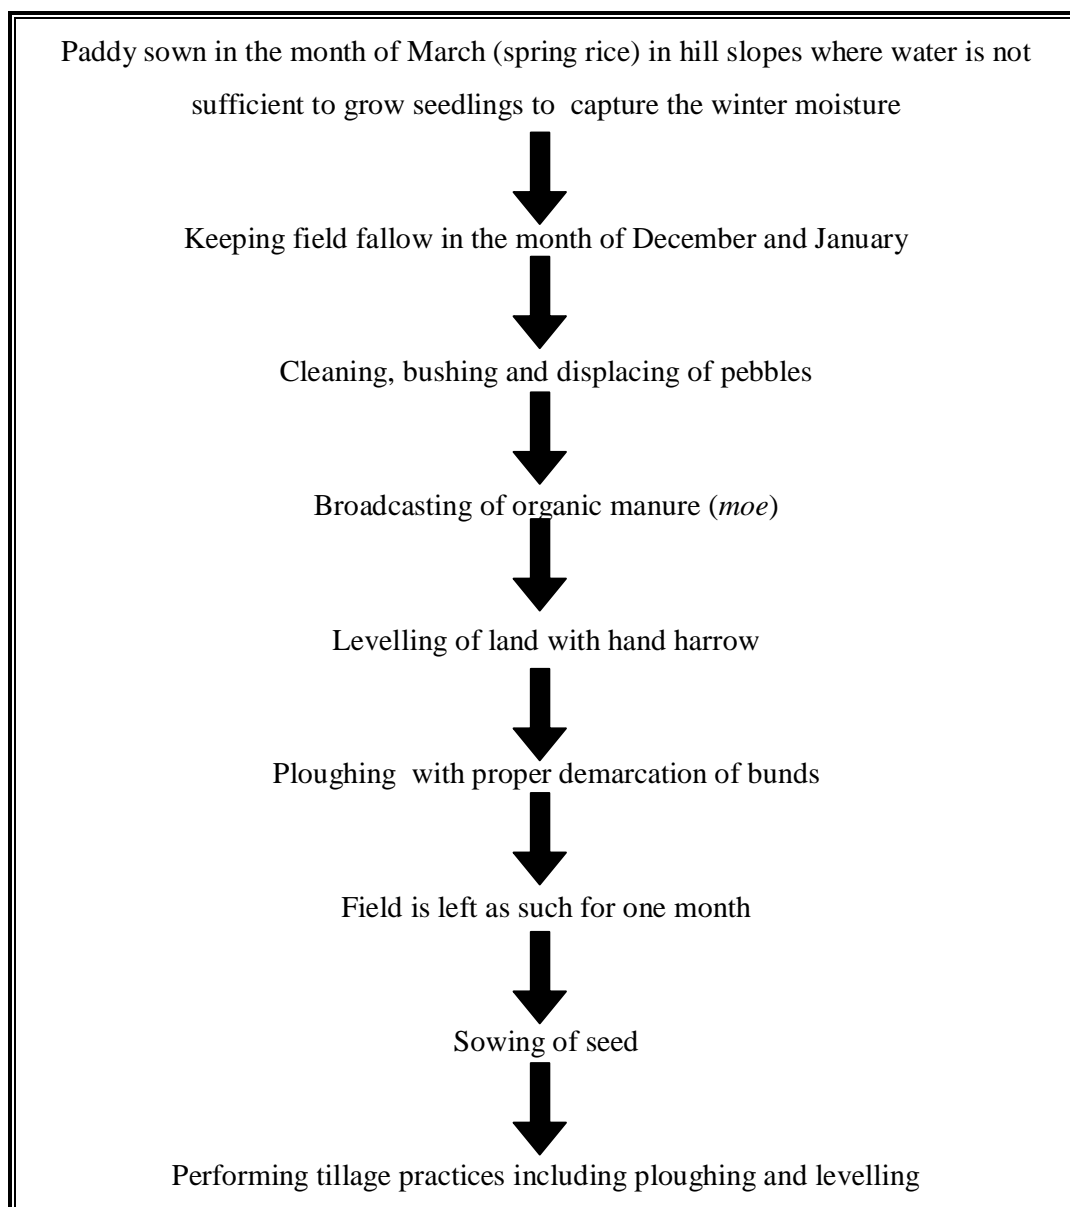 Paddy sown in the month of March (spring rice) in hill slopes where water is not
sufficient to grow seedlings to capture the winter moisture
Keeping field fallow in the month of December and January
Cleaning, bushing and displacing of pebbles
Broadcasting of organic manure (moe)
Levelling of land with hand harrow
Ploughing with proper demarcation of bunds
Field is left as such for one month
Sowing of seed
Performing tillage practices including ploughing and levelling